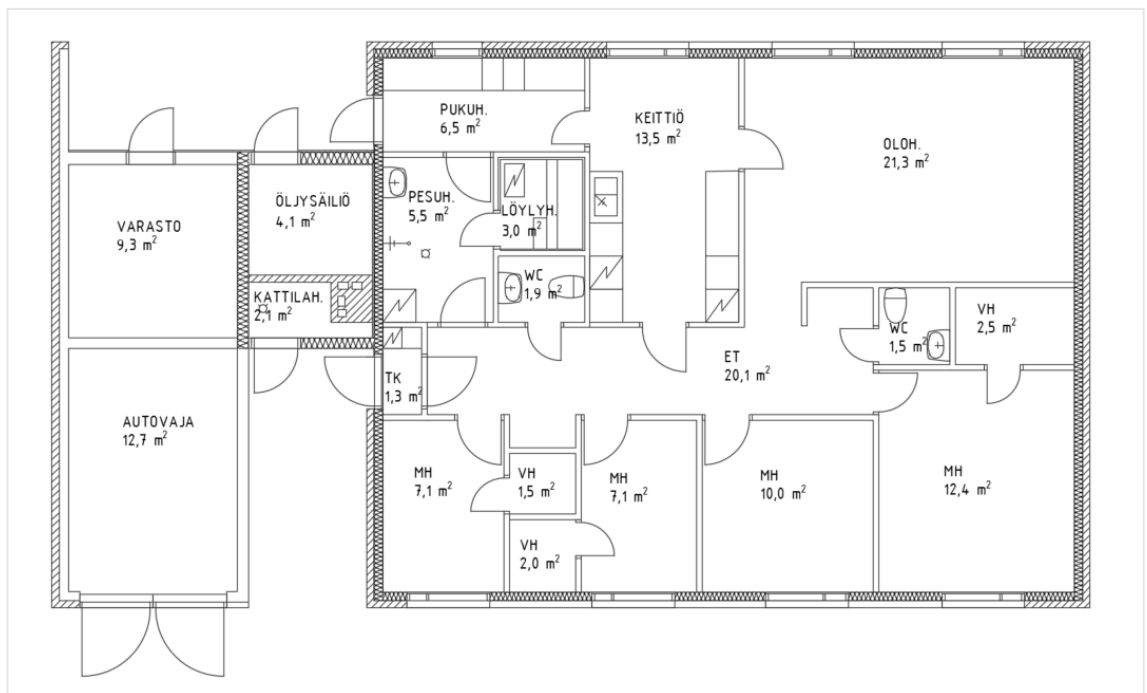 PUKUH.
6,5 m²
KEITTIÖ
13,5 m²
OLOH.
21,3 m²
ÖLJYSÄILIÖ
4,1 m²
PESUH.
5,5 m²
LÖYLYH.
3,0 m²
VARASTO
9,3 m²
WC
1,9 m²
KATTILAH.
2,1 m²
WC
1,5 m²
VH
2,5 m²
ET
20,1 m²
TK
1,3 m²
AUTOVAJA
12,7 m²
MH
7,1 m²
VH
1,5 m²
MH
7,1 m²
MH
10,0 m²
MH
12,4 m²
VH
2,0 m²